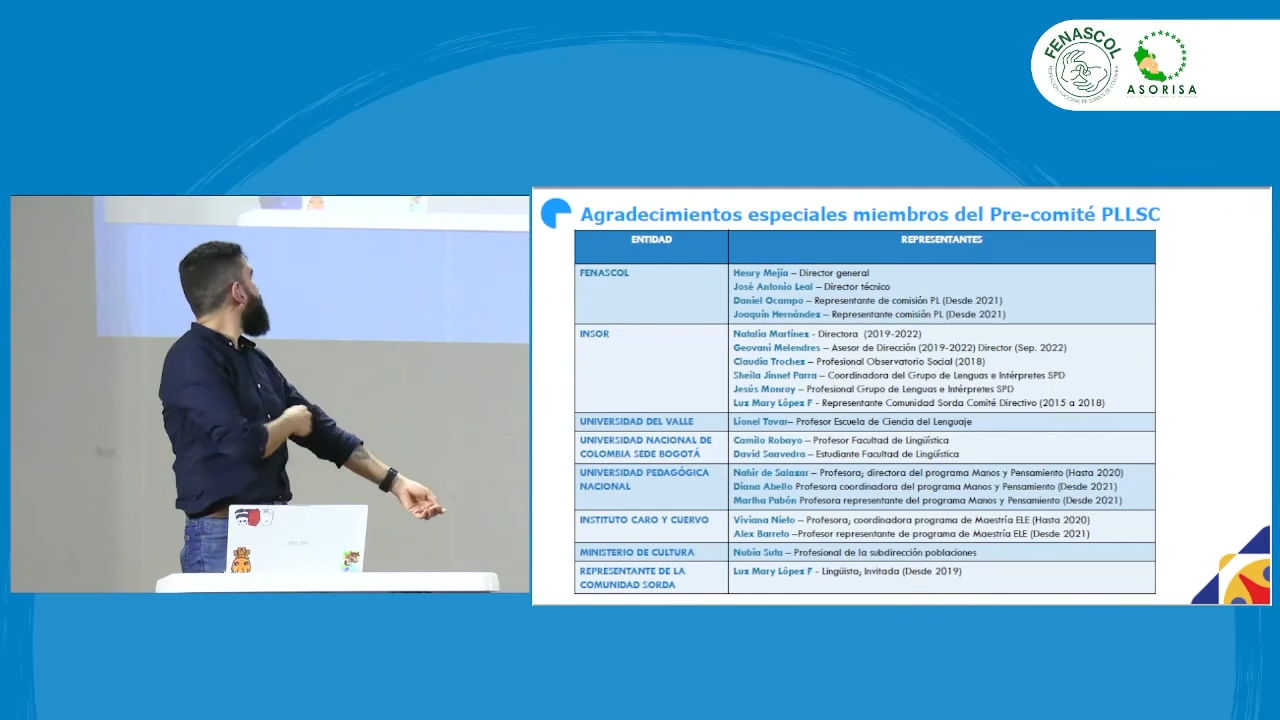 FENASCOL
FEDERACIÓN NACIONAL DE SORDOS DE COLOMBIA
ASORISA
Agradecimientos especiales miembros del Pre-comité PLLSC
ENTIDAD REPRESENTANTES
FENASCOL
Henry Mejía – Director general
José Antonio Leal – Director técnico
Daniel Ocampo – Representante de comisión PL (Desde 2021)
Joaquín Hernández – Representante comisión PL (Desde 2021)
INSOR
Natalia Martínez - Directora (2019-2022)
Geovani Melendres – Asesor de Dirección (2019-2022) Director (Sep. 2022)
Claudia Trochez – Profesional Observatorio Social (2018)
Sheila Jinnet Parra – Coordinadora del Grupo de Lenguas e Intérpretes SPD
Jesús Monroy – Profesional Grupo de Lenguas e Intérpretes SPD
Luz Mary López F - Representante Comunidad Sorda Comité Directivo (2015 a 2018)
UNIVERSIDAD DEL VALLE
Lionel Tovar– Profesor Escuela de Ciencia del Lenguaje
UNIVERSIDAD NACIONAL DE
COLOMBIA SEDE BOGOTÁ
Camilo Robayo – Profesor Facultad de Lingüística
David Saavedra – Estudiante Facultad de Lingüística
UNIVERSIDAD PEDAGÓGICA
NACIONAL
Nahir de Salazar – Profesora; directora del programa Manos y Pensamiento (Hasta 2020)
Diana Abello Profesora coordinadora del programa Manos y Pensamiento (Desde 2021)
Martha Pabón Profesora representante del programa Manos y Pensamiento (Desde 2021)
INSTITUTO CARO Y CUERVO
Viviana Nieto – Profesora; coordinadora programa de Maestría ELE (Hasta 2020)
Alex Barreto –Profesor representante de programa de Maestría ELE (Desde 2021)
MINISTERIO DE CULTURA
Nubia Suta – Profesional de la subdirección poblaciones
REPRESENTANTE DE LA
COMUNIDAD SORDA
Luz Mary López F - Lingüista; Invitada (Desde 2019)